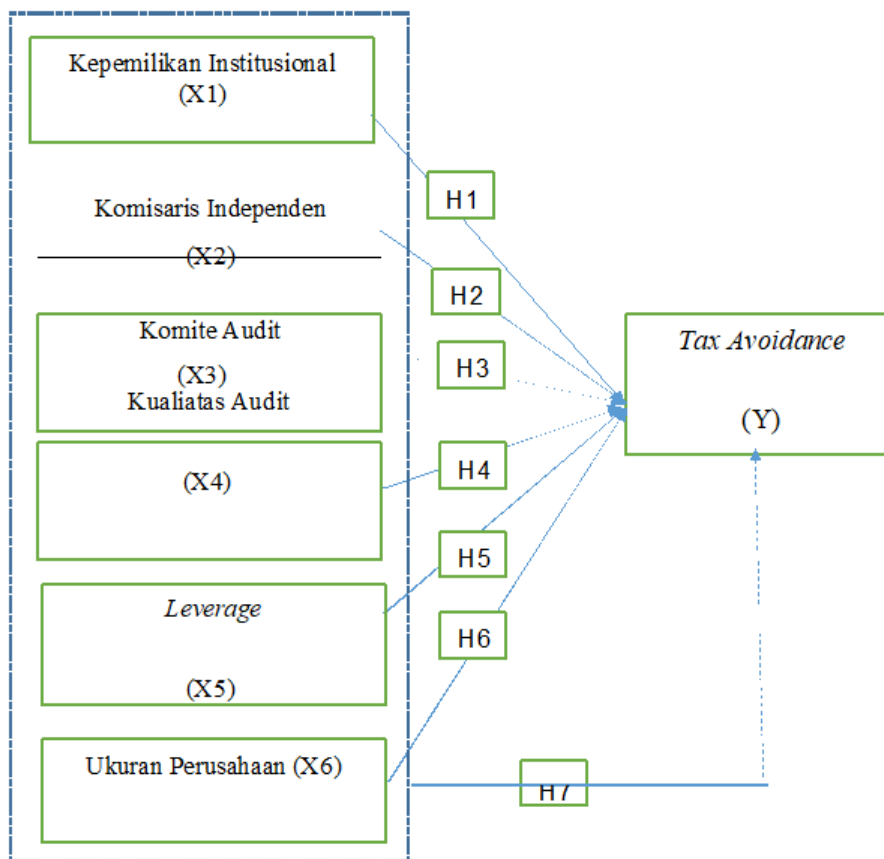 Kepemilikan Institusional
(X1)
Komisaris Independen
(X2)
Komite Audit
(X3)
Kualiatas Audit
(X4)
Leverage
(X5)
Ukuran Perusahaan (X6)
H1
H2
H3
H4
H5
H6
H7
Tax Avoidance
(Y)